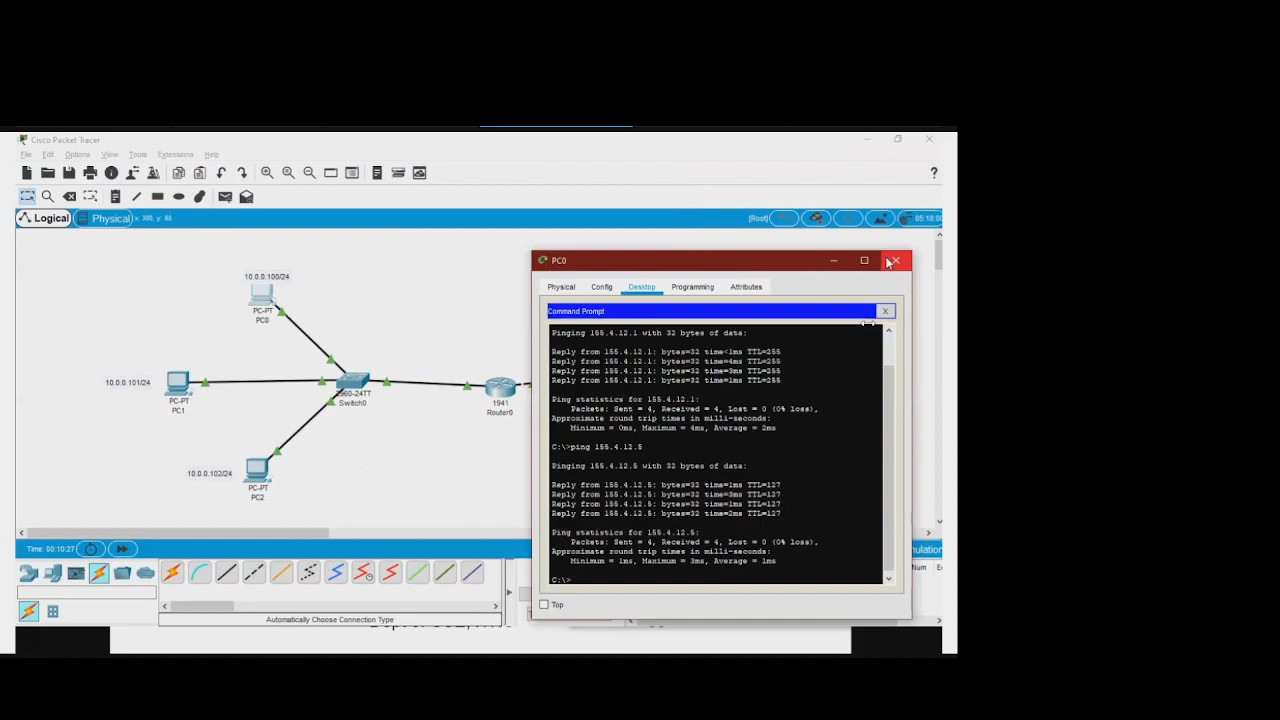 Cisco Packet Tracer
File Edit Options View Tools Extensions Help
?
Logical Physical x: 386, y: 80 [Root] 05:18:00
10.0.0.100/24
PC-PT
PC0
10.0.0.101/24
PC-PT
PC1
2960-24TT
Switch0
1941
Router0
10.0.0.102/24
PC-PT
PC2
Time: 00:10:27
Automatically Choose Connection Type
PC0
Physical Config Desktop Programming Attributes
Command Prompt X
Pinging 155.4.12.1 with 32 bytes of data:
Reply from 155.4.12.1: bytes=32 time<1ms TTL=255
Reply from 155.4.12.1: bytes=32 time=4ms TTL=255
Reply from 155.4.12.1: bytes=32 time=3ms TTL=255
Reply from 155.4.12.1: bytes=32 time=1ms TTL=255
Ping statistics for 155.4.12.1:
Packets: Sent = 4, Received = 4, Lost = 0 (0% loss),
Approximate round trip times in milli-seconds:
Minimum = 0ms, Maximum = 4ms, Average = 2ms
C:\>ping 155.4.12.5
Pinging 155.4.12.5 with 32 bytes of data:
Reply from 155.4.12.5: bytes=32 time=1ms TTL=127
Reply from 155.4.12.5: bytes=32 time=3ms TTL=127
Reply from 155.4.12.5: bytes=32 time=1ms TTL=127
Reply from 155.4.12.5: bytes=32 time=2ms TTL=127
Ping statistics for 155.4.12.5:
Packets: Sent = 4, Received = 4, Lost = 0 (0% loss),
Approximate round trip times in milli-seconds:
Minimum = 1ms, Maximum = 3ms, Average = 1ms
C:\>
Top